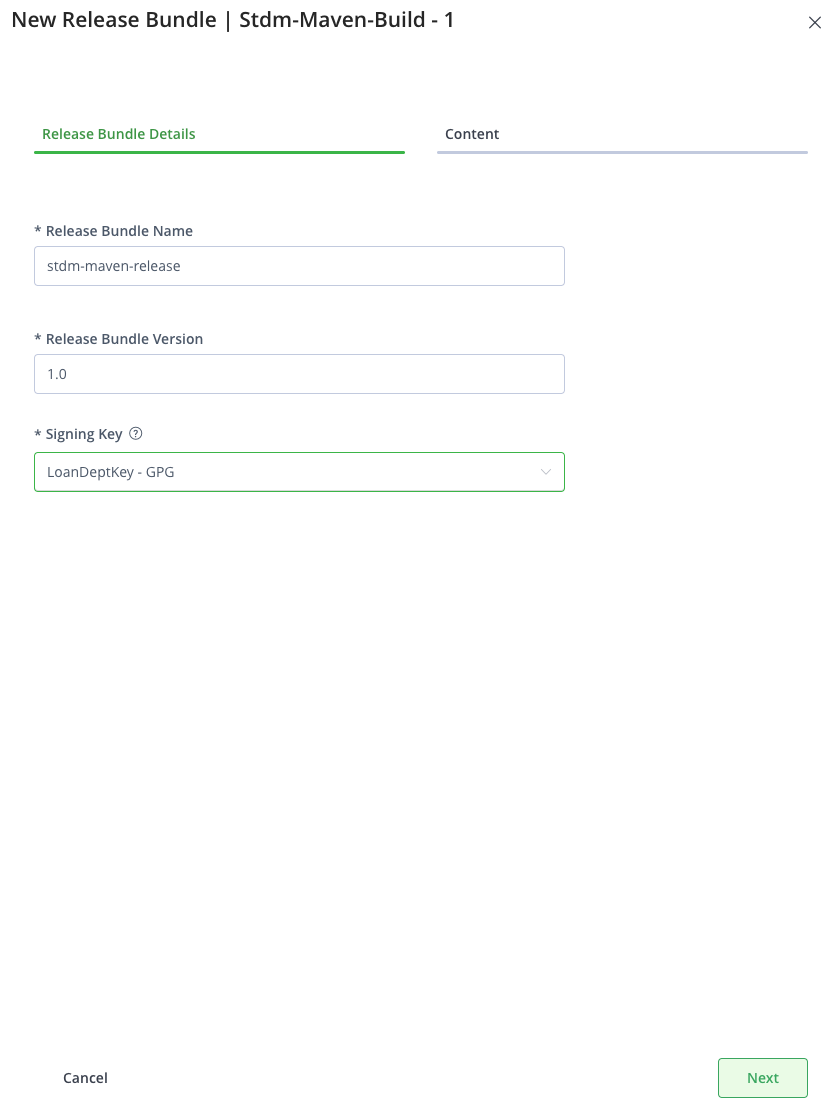 New Release Bundle | Stdm-Maven-Build - 1
Release Bundle Details
Content
* Release Bundle Name
stdm-maven-release
* Release Bundle Version
1.0
* Signing Key ?
LoanDeptKey - GPG
Cancel
Next